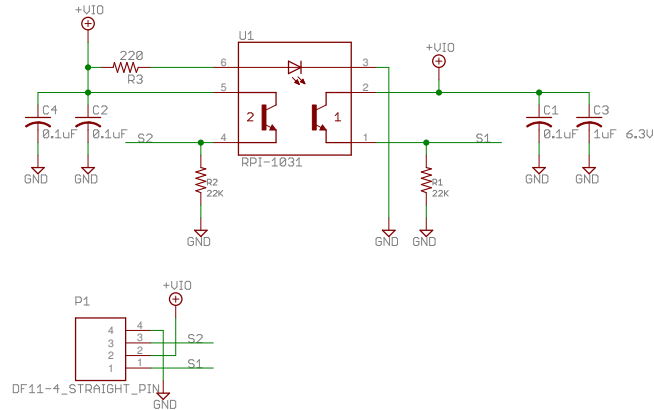 +VIO
220
R3
U1
+VIO
6
3
5
2
C4
C2
2
1
C1
C3
0.1uF
0.1uF
0.1uF
1uF 6.3V
S2
4
1
S1
RPI-1031
GND
GND
R2
22K
R1
22K
GND
GND
GND
GND
GND
+VIO
P1
4
4
3
3
S2
2
2
1
1
S1
DF11-4_STRAIGHT_PIN
GND